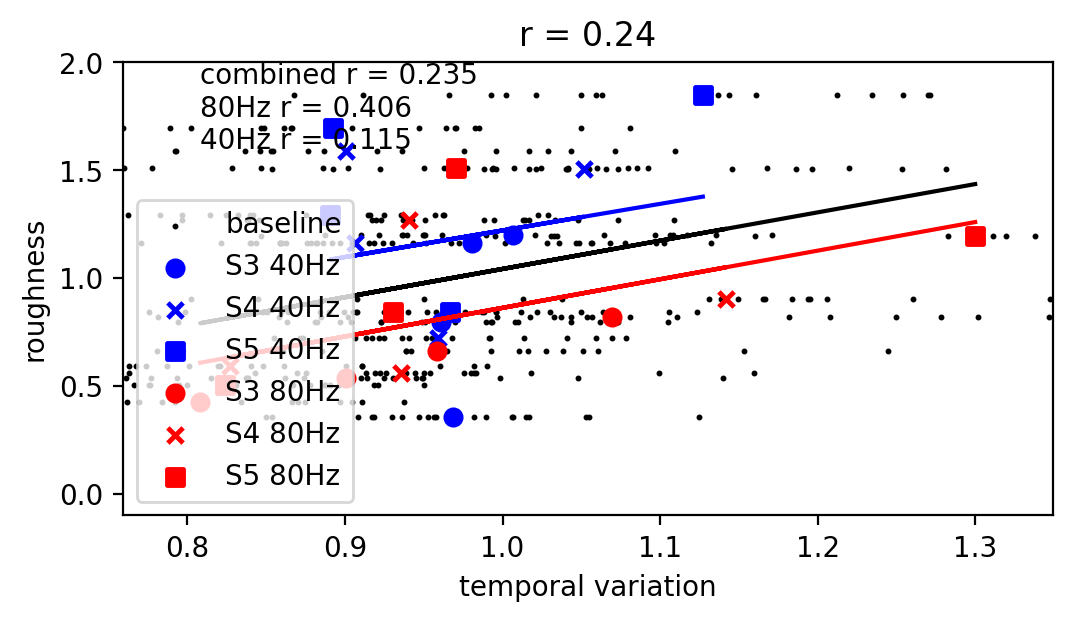 r = 0.24
combined r = 0.235
80Hz r = 0.406
40Hz r = 0.115
2.0
1.5
1.0
0.5
0.0
roughness
baseline
S3 40Hz
S4 40Hz
S5 40Hz
S3 80Hz
S4 80Hz
S5 80Hz
0.8 0.9 1.0 1.1 1.2 1.3
temporal variation